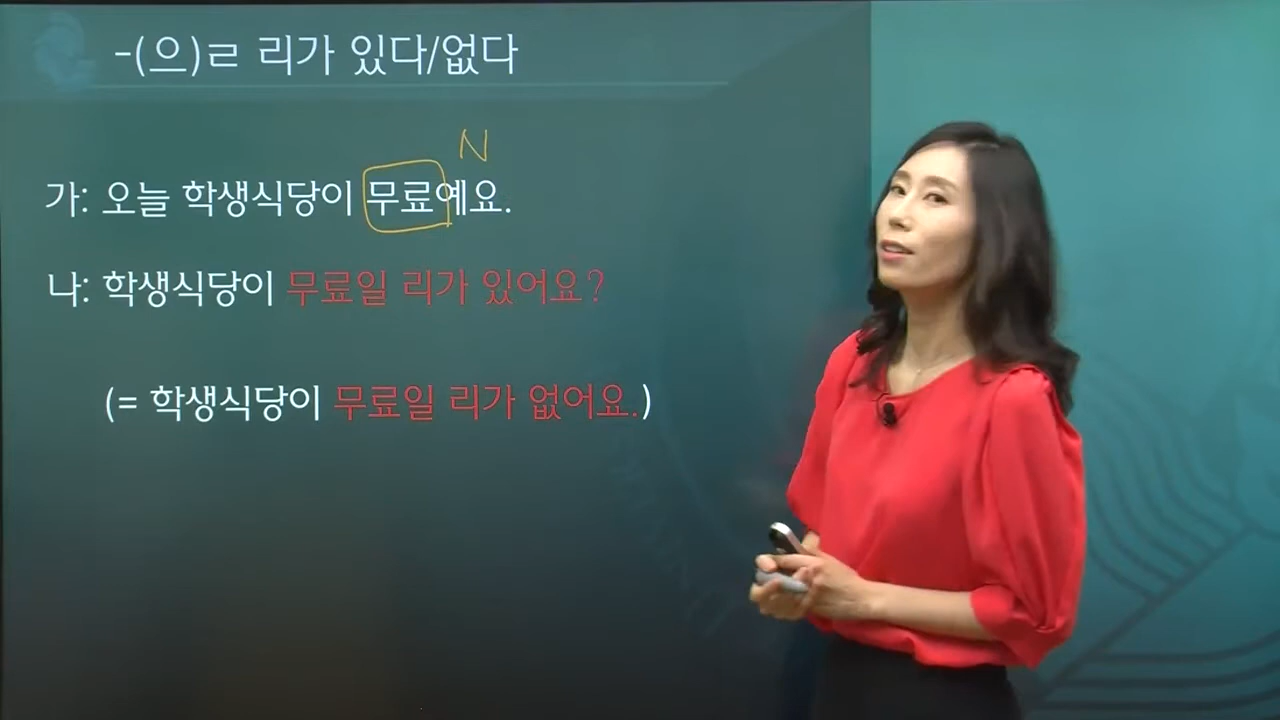 -(으)ㄹ 리가 있다/없다
N
가: 오늘 학생식당이 무료예요.
나: 학생식당이 무료일 리가 있어요?
(= 학생식당이 무료일 리가 없어요.)